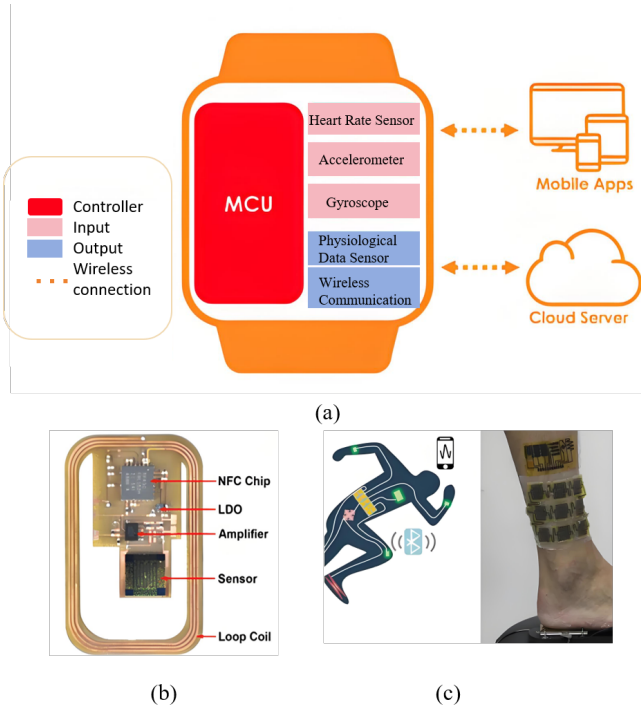 MCU
Heart Rate Sensor
Accelerometer
Gyroscope
Physiological
Data Sensor
Wireless
Communication
Controller
Input
Output
Wireless
connection
Mobile Apps
Cloud Server
(a)
NFC Chip
LDO
Amplifier
Sensor
Loop Coil
(b)
(c)